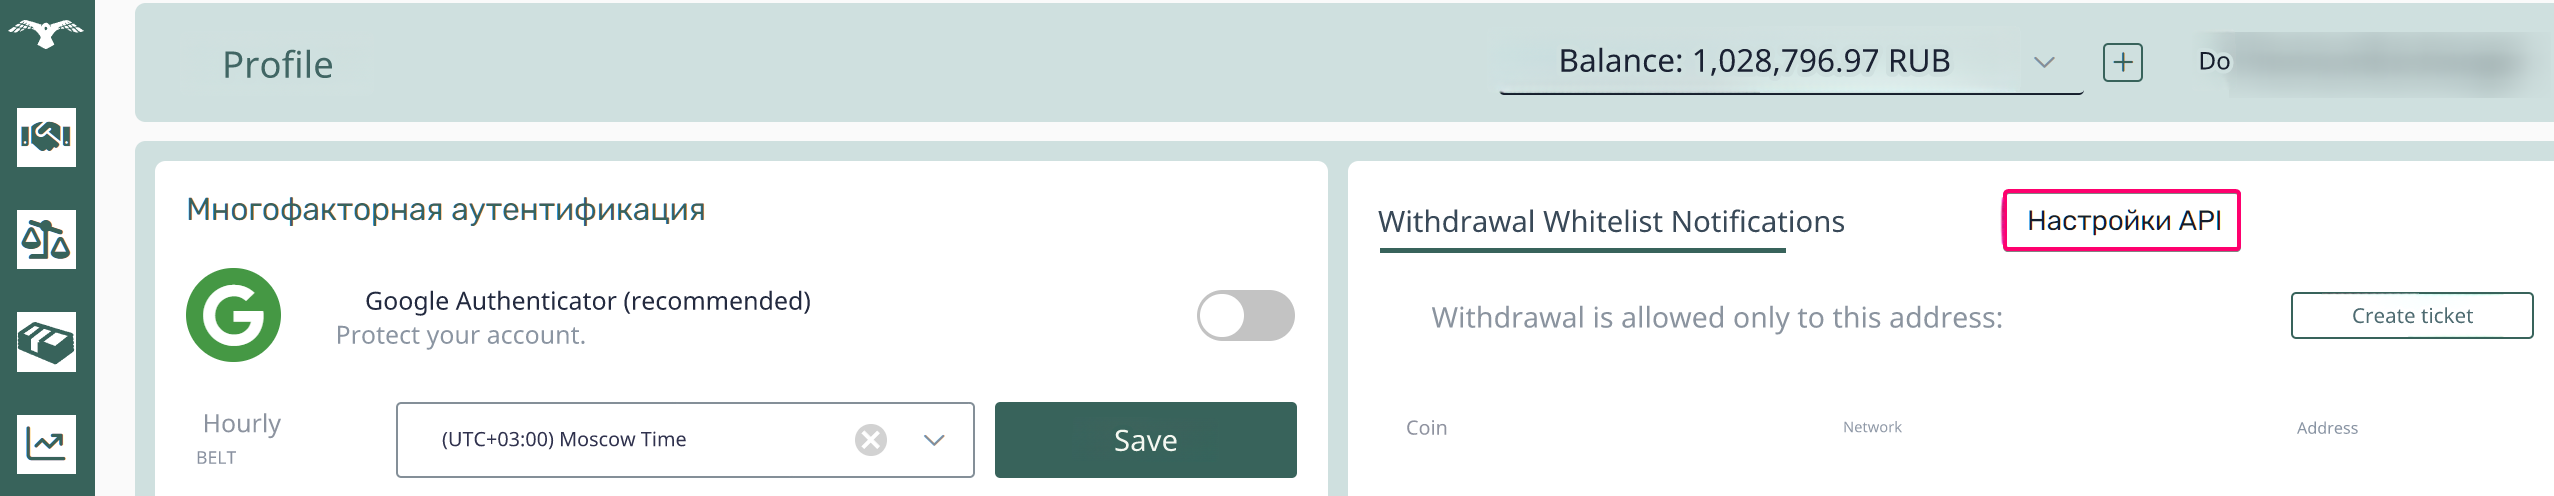 Profile
Balance: 1,028,796.97 RUB
Do
Многофакторная аутентификация
Withdrawal Whitelist Notifications
Настройки API
Google Authenticator (recommended)
Protect your account.
Withdrawal is allowed only to this address:
Create ticket
Hourly
BELT
(UTC+03:00) Moscow Time
Save
Coin
Network
Address